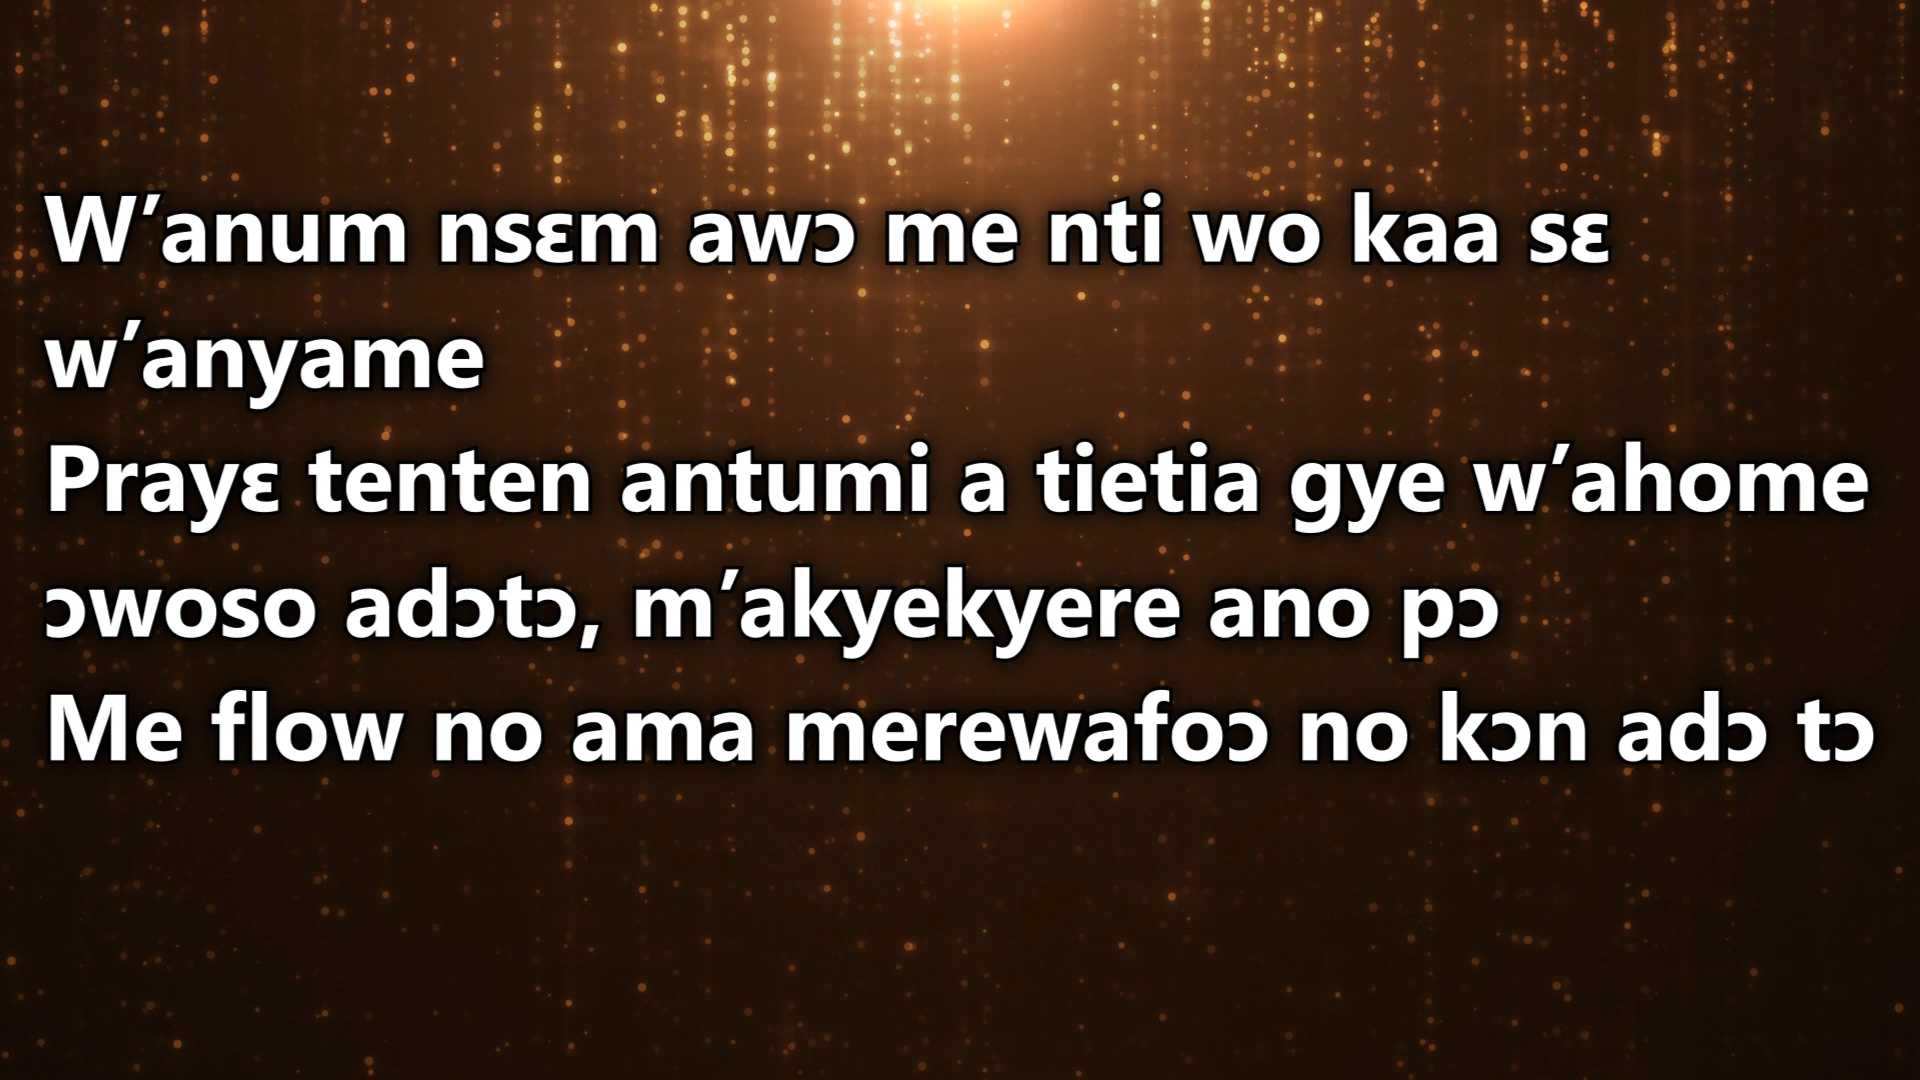 W’anum nsɛm awɔ me nti wo kaa sɛ
w’anyame
Prayɛ tenten antumi a tietia gye w’ahome
ɔwoso adɔtɔ, m’akyekyere ano pɔ
Me flow no ama merewafoɔ no kɔn adɔ tɔ